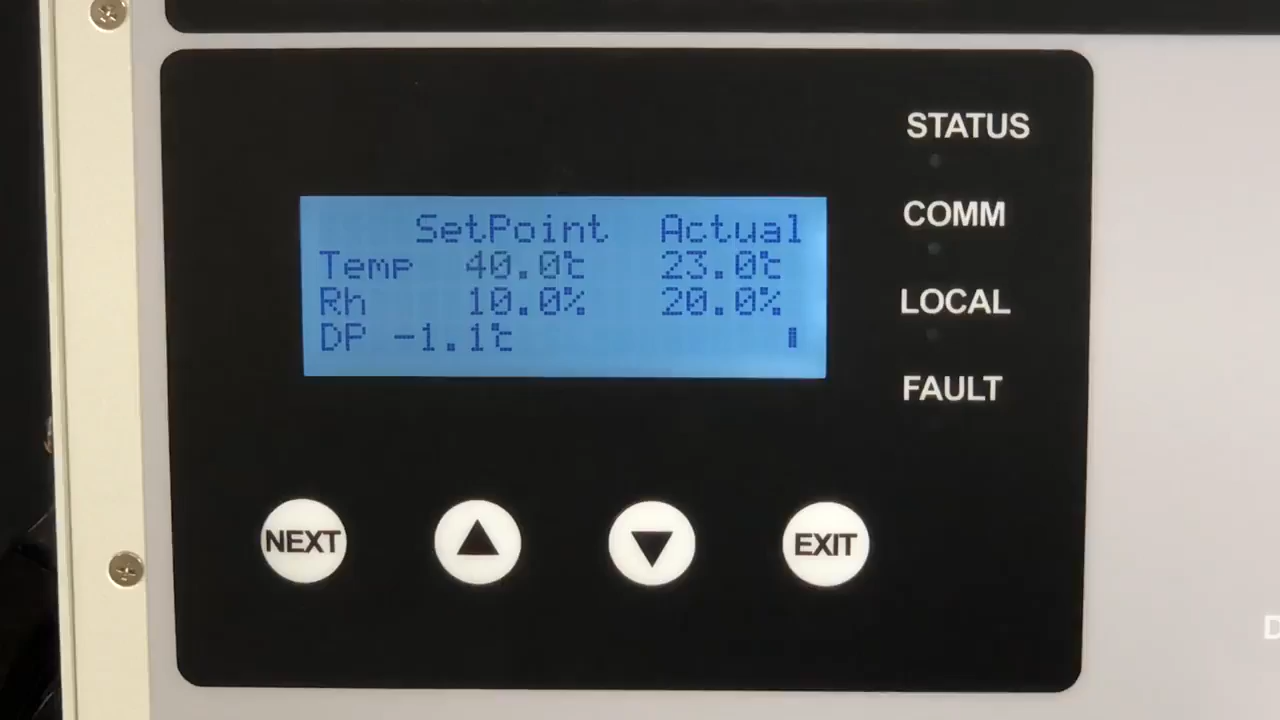 SetPoint Actual
Temp 40.0℃ 23.0℃
Rh 10.0% 20.0%
DP -1.1℃
STATUS
COMM
LOCAL
FAULT
NEXT
EXIT